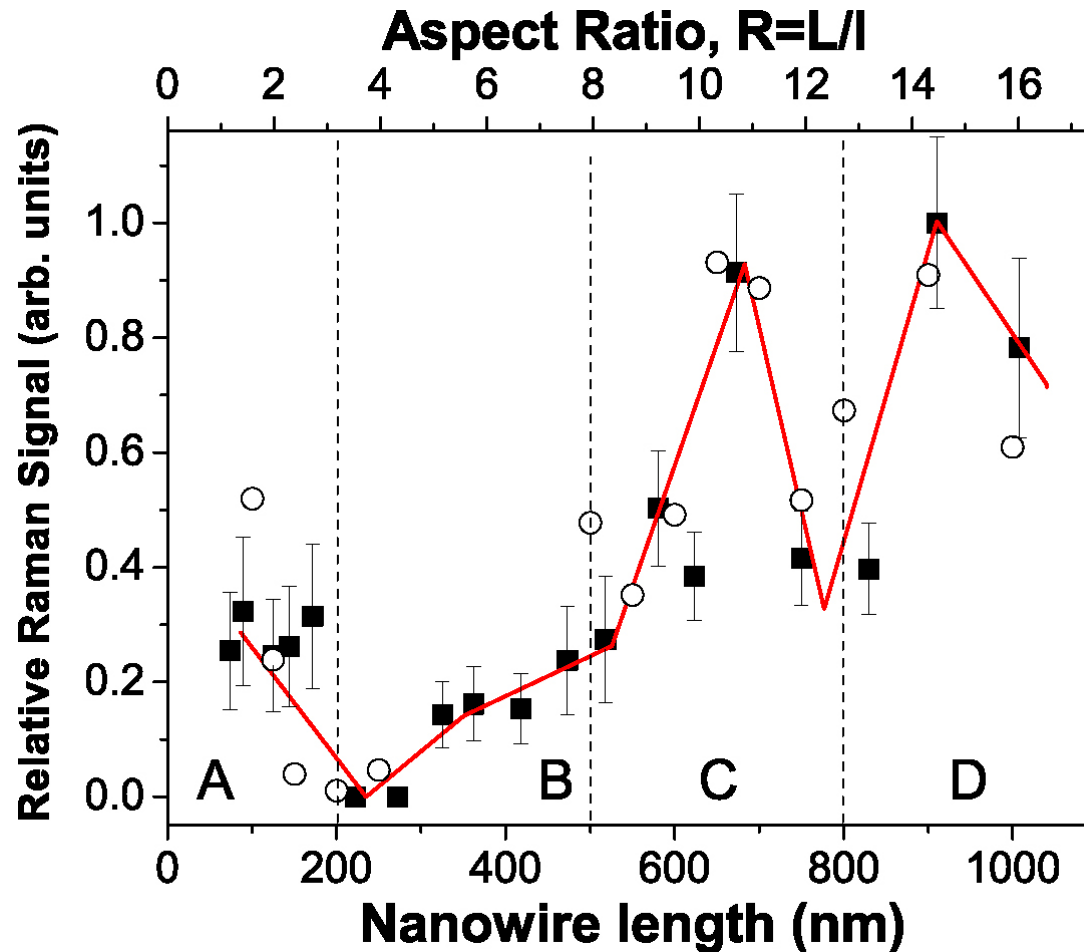 Aspect Ratio, R=L/l
0 2 4 6 8 10 12 14 16
Relative Raman Signal (arb. units)
1.0
0.8
0.6
0.4
0.2
0.0
A B C D
0 200 400 600 800 1000
Nanowire length (nm)